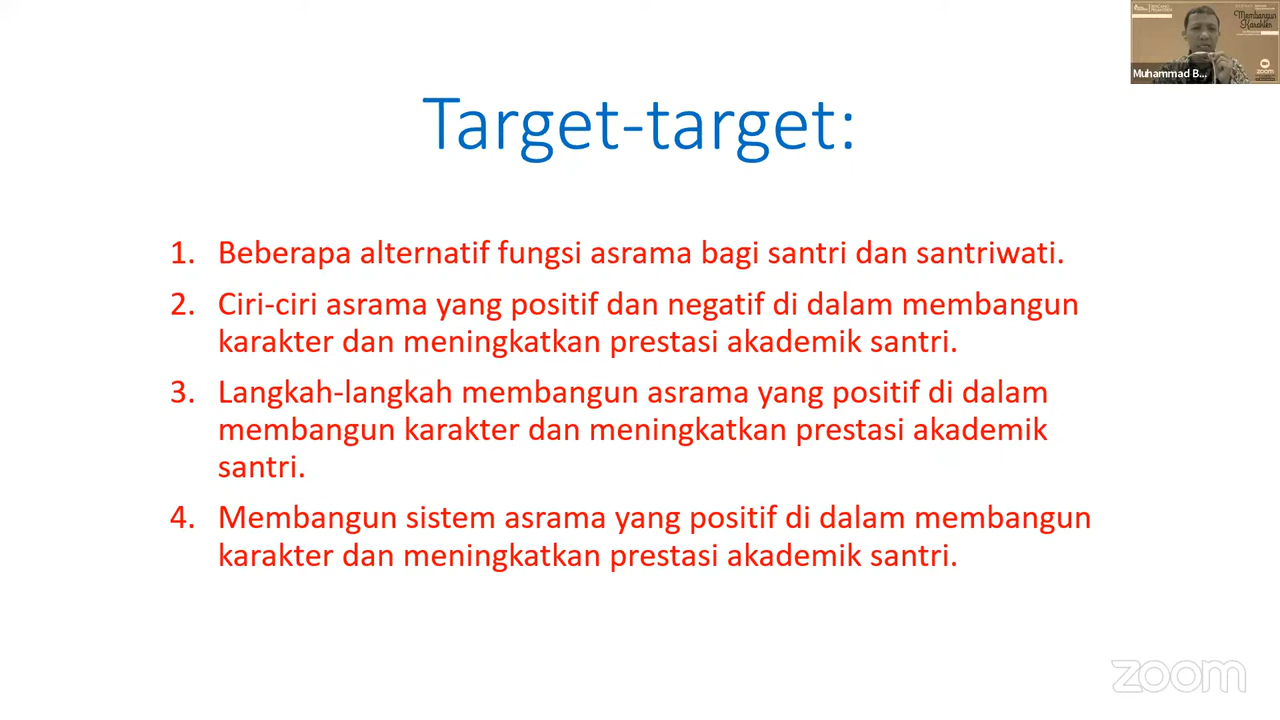 Membangun
Karakter
zoom
Muhammad B...
Target-target:
1. Beberapa alternatif fungsi asrama bagi santri dan santriwati.
2. Ciri-ciri asrama yang positif dan negatif di dalam membangun
karakter dan meningkatkan prestasi akademik santri.
3. Langkah-langkah membangun asrama yang positif di dalam
membangun karakter dan meningkatkan prestasi akademik
santri.
4. Membangun sistem asrama yang positif di dalam membangun
karakter dan meningkatkan prestasi akademik santri.
zoom